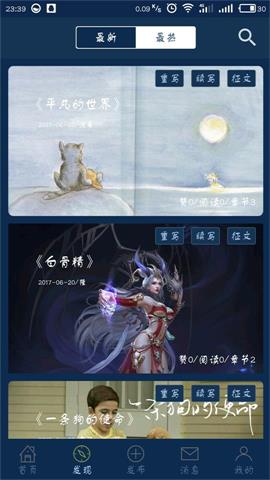 23:39
0.09 K/s
30
最新
最热
重写 续写 征文
《平凡的世界》
赞0/阅读0/章节3
重写 续写 征文
《白骨精》
2017-06-20/隆
赞0/阅读0/章节2
重写 续写 征文
《一条狗的使命》
一条狗的使命
首页 发现 发布 消息 我的